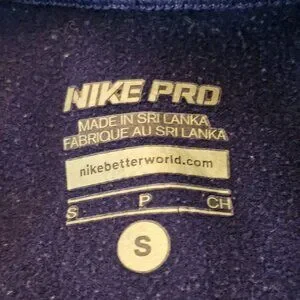 NIKE PRO
MADE IN SRI LANKA
FABRIQUE AU SRI LANKA
nikebetterworld.com
S P CH
S